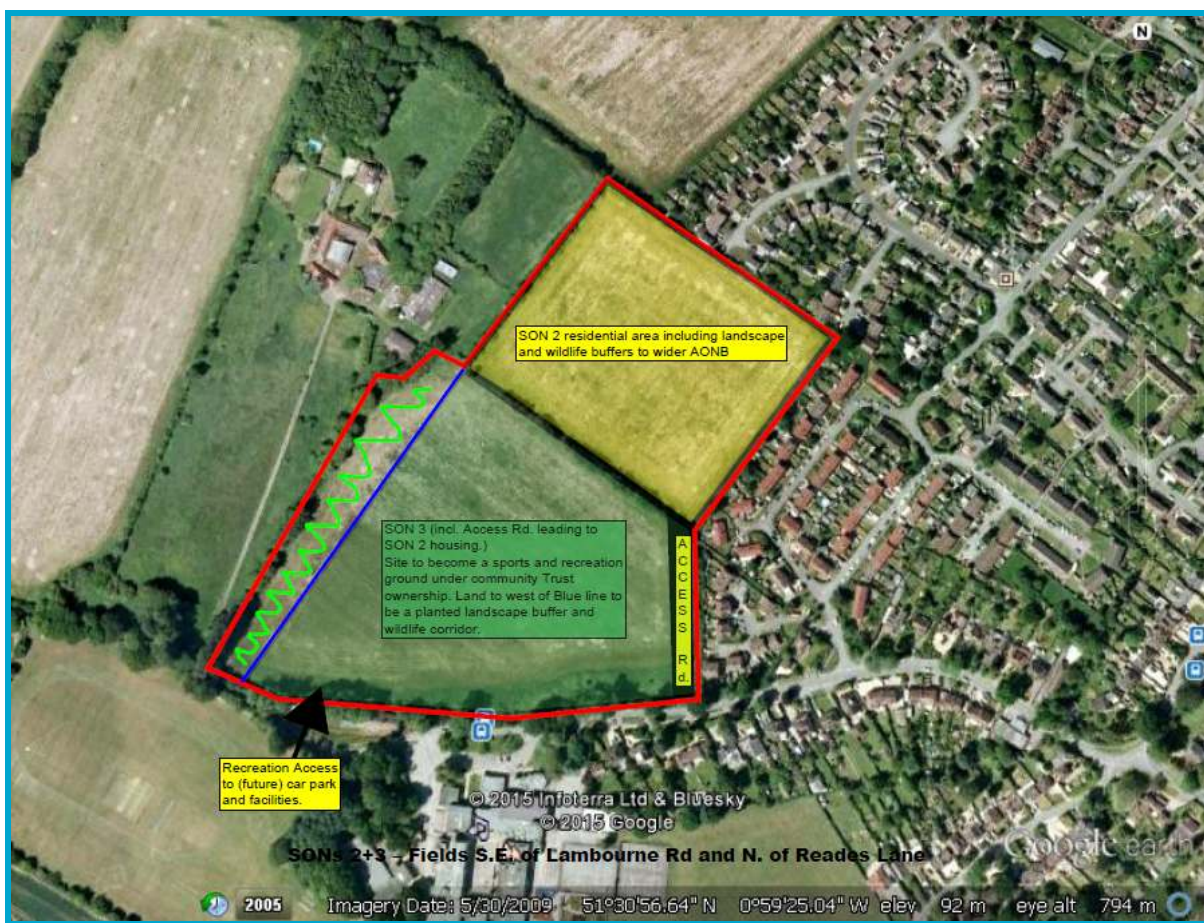 N
SON 2 residential area including landscape
and wildlife buffers to wider AONB
SON 3 (incl. Access Rd. leading to
SON 2 housing.)
Site to become a sports and recreation
ground under community Trust
ownership. Land to west of Blue line to
be a planted landscape buffer and
wildlife corridor.
A
C
C
E
S
S
R
d.
Recreation Access
to (future) car park
and facilities.
© 2015 Infoterra Ltd & Bluesky
© 2015 Google
SONs 2+3 – Fields S.E. of Lambourne Rd and N. of Reades Lane
Google earth
2005
Imagery Date: 5/30/2009 51°30'56.64" N 0°59'25.04" W elev 92 m eye alt 794 m